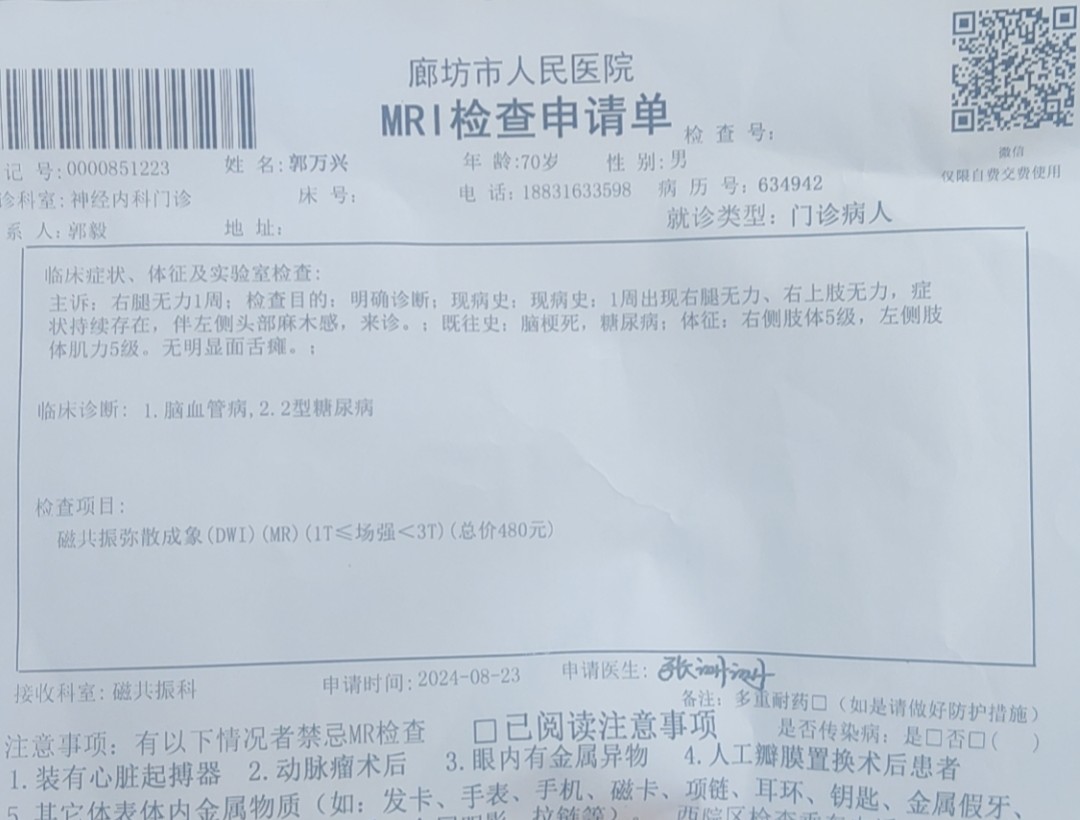 廊坊市人民医院
MRI检查申请单
检 查 号:
微信
仅限自费交费使用
记 号:0000851223 姓 名:郭万兴 年 龄:70岁 性 别:男
诊科室:神经内科门诊 床 号: 电 话:18831633598 病 历 号:634942
系 人:郭毅 地 址: 就诊类型:门诊病人
临床症状、体征及实验室检查:
主诉;右腿无力1周;检查目的:明确诊断;现病史;现病史;1周出现右腿无力、右上肢无力,症
状持续存在,伴左侧头部麻木感,来诊。;既往史:脑梗死,糖尿病;体征:右侧肢体5级,左侧肢
体肌力5级。无明显面舌瘫。;
临床诊断: 1.脑血管病,2.2型糖尿病
检查项目:
磁共振弥散成象(DWI)(MR)(1T≤场强<3T)(总价480元)
接收科室:磁共振科 申请时间:2024-08-23 申请医生:
备注: 多重耐药□(如是请做好防护措施)
注意事项:有以下情况者禁忌MR检查 □已阅读注意事项 是否传染病: 是□否□( )
1.装有心脏起搏器 2.动脉瘤术后 3.眼内有金属异物 4.人工瓣膜置换术后患者
5.其它体表体内金属物质(如:发卡、手表、手机、磁卡、项链、耳环、钥匙、金属假牙、